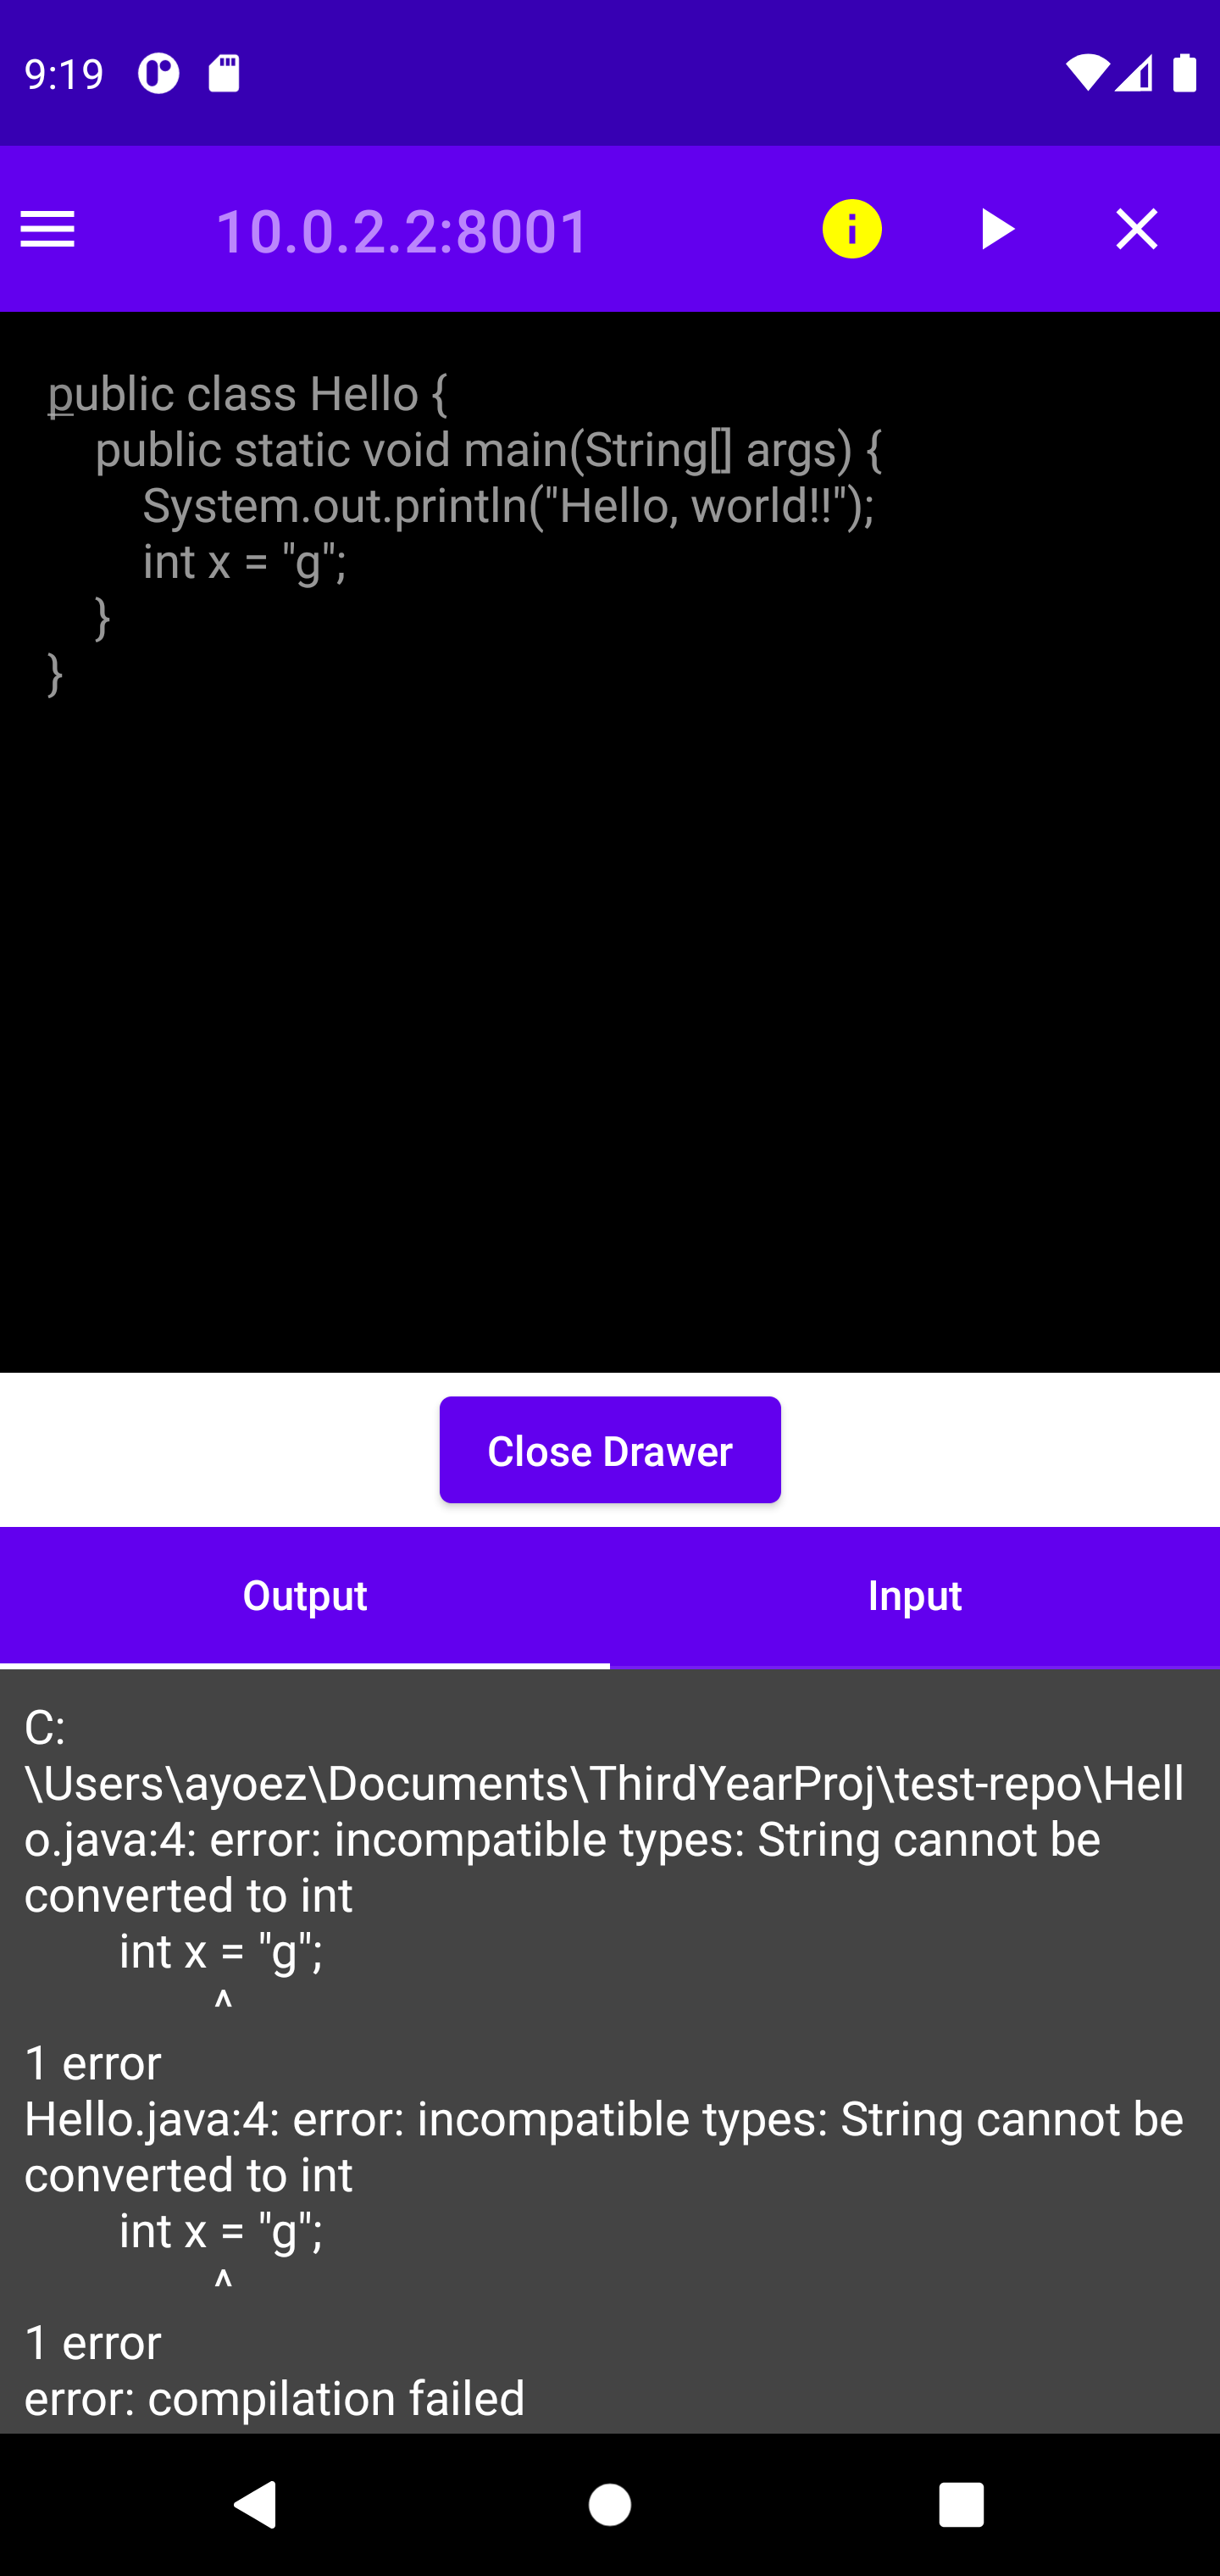 9:19
10.0.2.2:8001
public class Hello {
    public static void main(String[] args) {
        System.out.println("Hello, world!!");
        int x = "g";
    }
}
Close Drawer
Output
Input
C:
\Users\ayoez\Documents\ThirdYearProj\test-repo\Hell
o.java:4: error: incompatible types: String cannot be
converted to int
        int x = "g";
                ^
1 error
Hello.java:4: error: incompatible types: String cannot be
converted to int
        int x = "g";
                ^
1 error
error: compilation failed